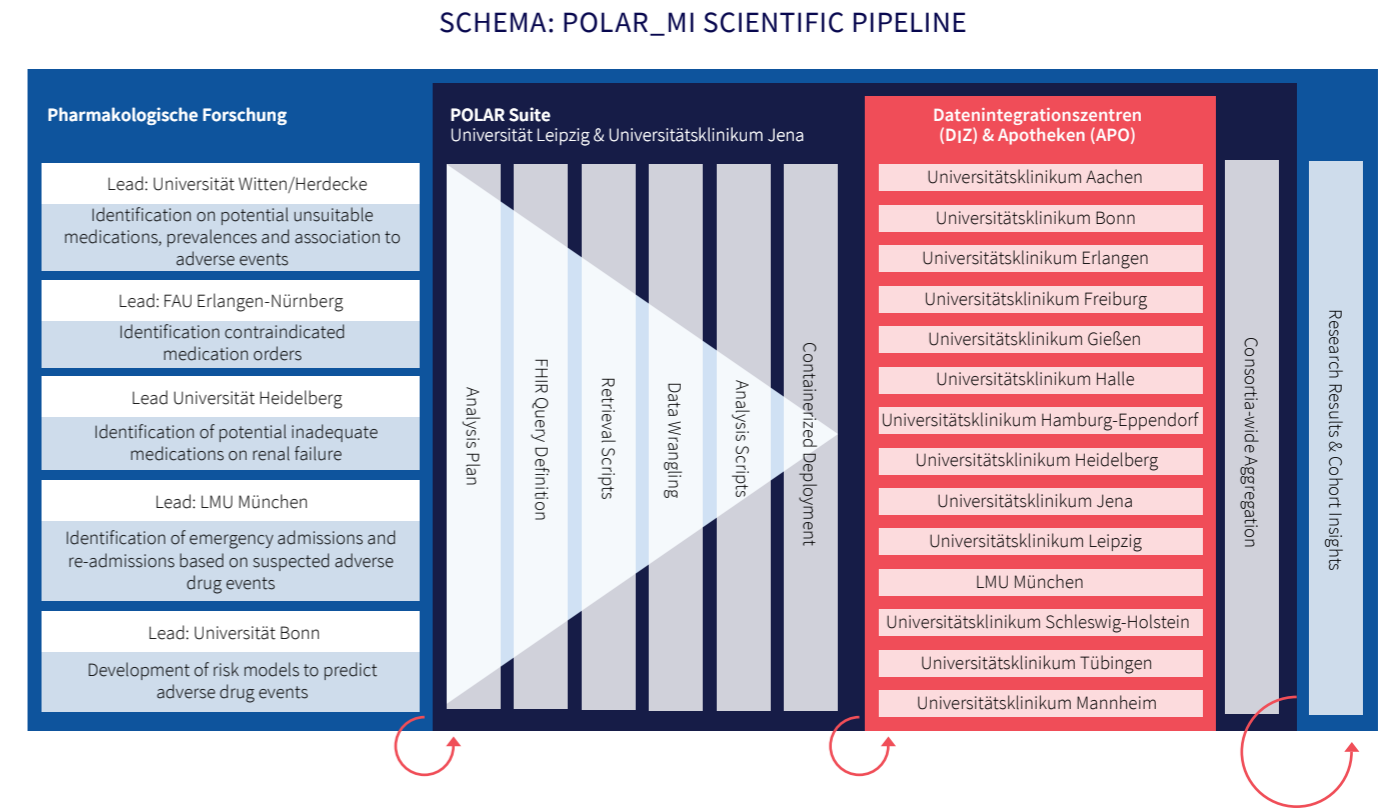 SCHEMA: POLAR_MI SCIENTIFIC PIPELINE
Pharmakologische Forschung
Lead: Universität Witten/Herdecke
Identification on potential unsuitable
medications, prevalences and association to
adverse events
Lead: FAU Erlangen-Nürnberg
Identification contraindicated
medication orders
Lead Universität Heidelberg
Identification of potential inadequate
medications on renal failure
Lead: LMU München
Identification of emergency admissions and
re-admissions based on suspected adverse
drug events
Lead: Universität Bonn
Development of risk models to predict
adverse drug events
POLAR Suite
Universität Leipzig & Universitätsklinikum Jena
Analysis Plan
FHIR Query Definition
Retrieval Scripts
Data Wrangling
Analysis Scripts
Containerized Deployment
Datenintegrationszentren
(DIZ) & Apotheken (APO)
Universitätsklinikum Aachen
Universitätsklinikum Bonn
Universitätsklinikum Erlangen
Universitätsklinikum Freiburg
Universitätsklinikum Gießen
Universitätsklinikum Halle
Universitätsklinikum Hamburg-Eppendorf
Universitätsklinikum Heidelberg
Universitätsklinikum Jena
Universitätsklinikum Leipzig
LMU München
Universitätsklinikum Schleswig-Holstein
Universitätsklinikum Tübingen
Universitätsklinikum Mannheim
Consortia-wide Aggregation
Research Results & Cohort Insights